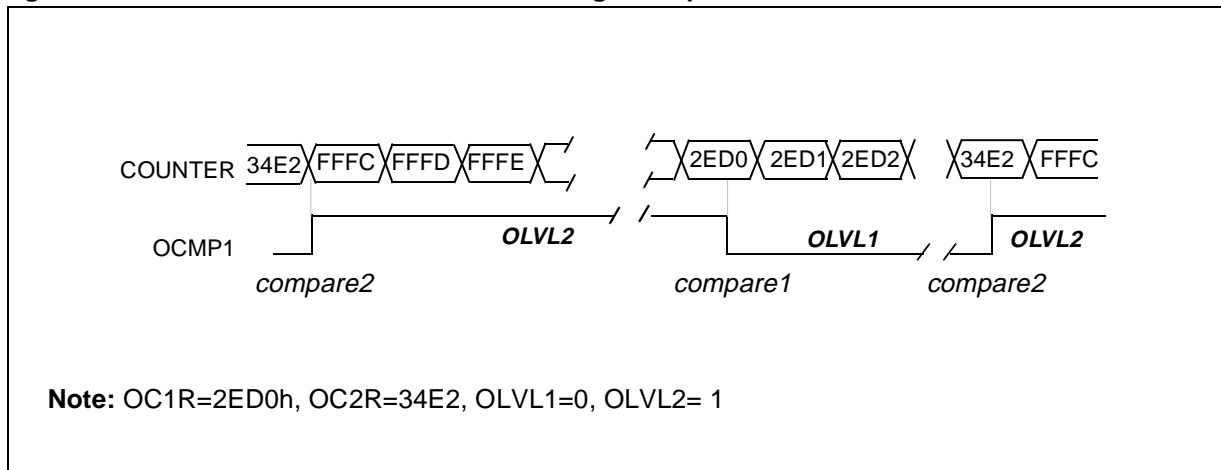 COUNTER 34E2 FFFC FFFD FFFE 2ED0 2ED1 2ED2 34E2 FFFC
OCMP1 OLVL2 OLVL1 OLVL2
compare2 compare1 compare2
Note: OC1R=2ED0h, OC2R=34E2, OLVL1=0, OLVL2= 1